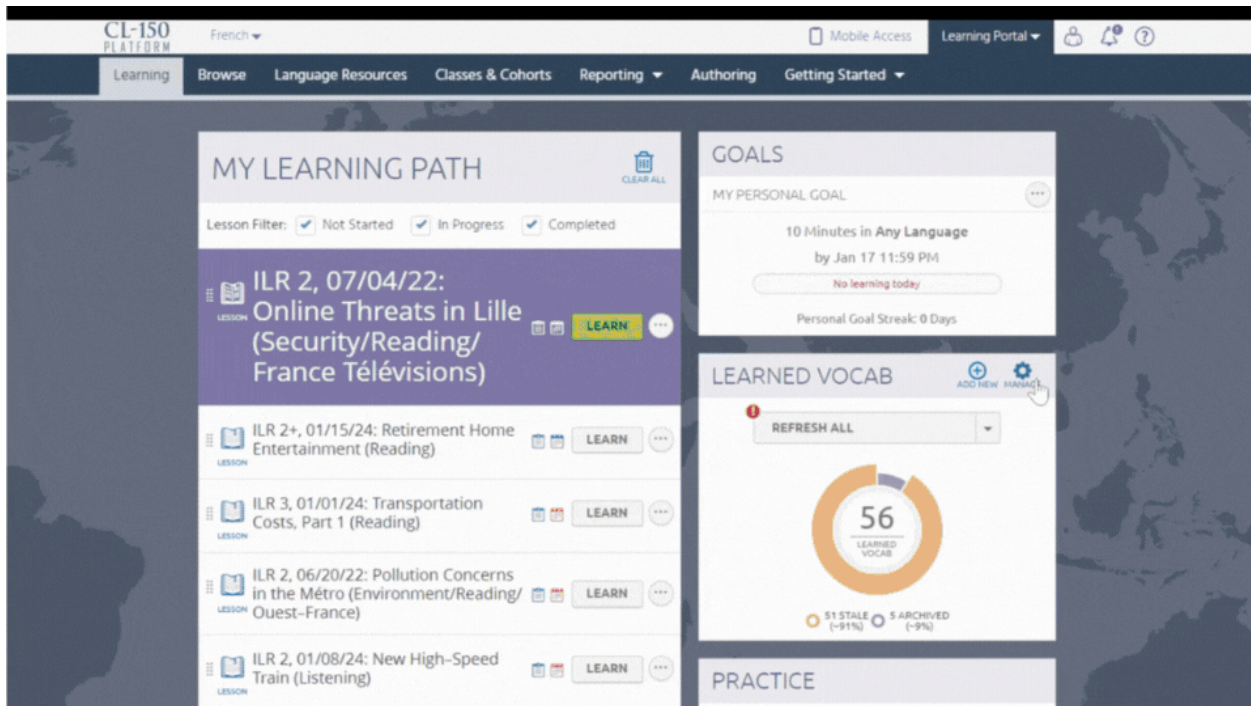 CL-150
PLATFORM
French
Mobile Access
Learning Portal
Learning
Browse
Language Resources
Classes & Cohorts
Reporting
Authoring
Getting Started
MY LEARNING PATH
CLEAR ALL
Lesson Filter:
Not Started
In Progress
Completed
LESSON
ILR 2, 07/04/22:
Online Threats in Lille
(Security/Reading/
France Télévisions)
LEARN
LESSON
ILR 2+, 01/15/24: Retirement Home
Entertainment (Reading)
LEARN
LESSON
ILR 3, 01/01/24: Transportation
Costs, Part 1 (Reading)
LEARN
LESSON
ILR 2, 06/20/22: Pollution Concerns
in the Métro (Environment/Reading/
Ouest–France)
LEARN
LESSON
ILR 2, 01/08/24: New High–Speed
Train (Listening)
LEARN
GOALS
MY PERSONAL GOAL
10 Minutes in Any Language
by Jan 17 11:59 PM
No learning today
Personal Goal Streak: 0 Days
LEARNED VOCAB
ADD NEW
MANAGE
REFRESH ALL
56
LEARNED
VOCAB
51 STALE
(~91%)
5 ARCHIVED
(~9%)
PRACTICE